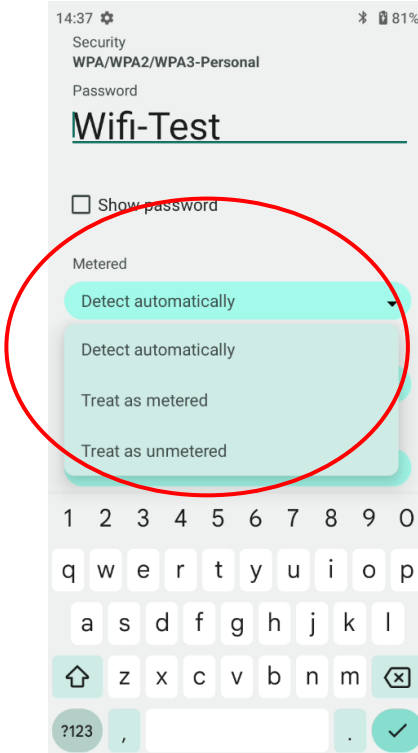 14:37 81%
Security
WPA/WPA2/WPA3-Personal
Password
Wifi-Test
Show password
Metered
Detect automatically
Detect automatically
Treat as metered
Treat as unmetered
1 2 3 4 5 6 7 8 9 0
q w e r t y u i o p
a s d f g h j k l
z x c v b n m
?123 , .